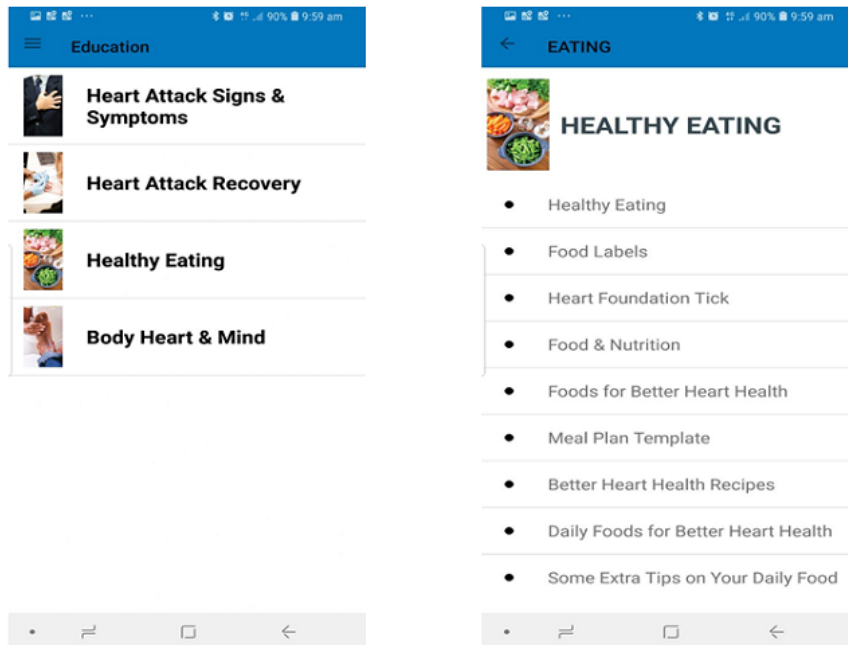 90% 9:59 am
Education
Heart Attack Signs &
Symptoms
Heart Attack Recovery
Healthy Eating
Body Heart & Mind
90% 9:59 am
EATING
HEALTHY EATING
Healthy Eating
Food Labels
Heart Foundation Tick
Food & Nutrition
Foods for Better Heart Health
Meal Plan Template
Better Heart Health Recipes
Daily Foods for Better Heart Health
Some Extra Tips on Your Daily Food